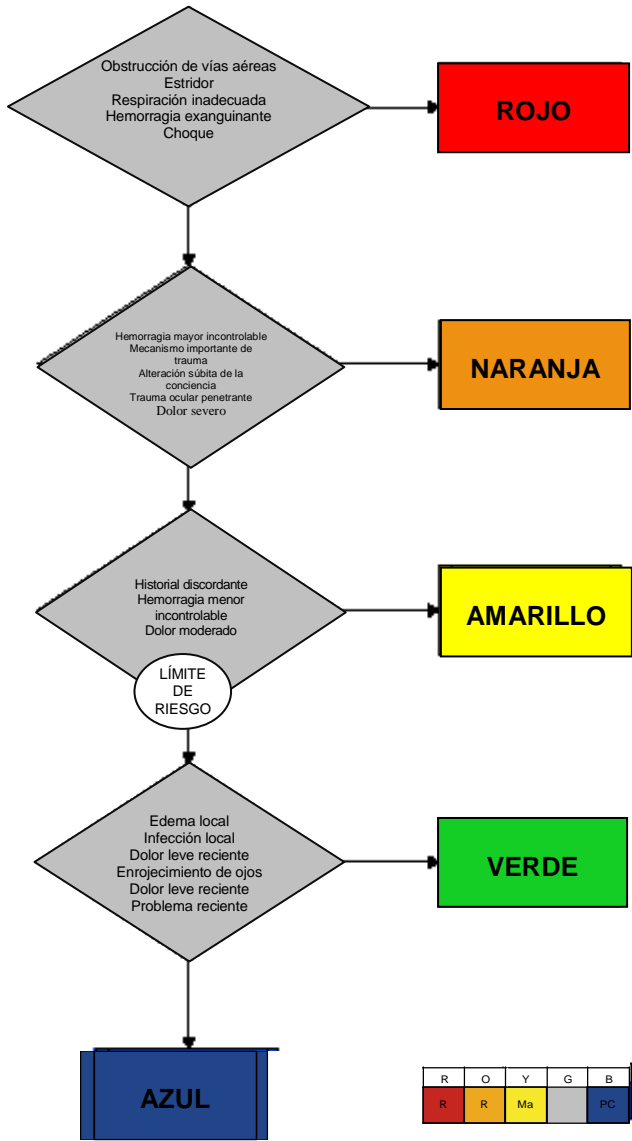 Obstrucción de vías aéreas
Estridor
Respiración inadecuada
Hemorragia exanguinante
Choque
ROJO
Hemorragia mayor incontrolable
Mecanismo importante de
trauma
Alteración súbita de la
conciencia
Trauma ocular penetrante
Dolor severo
NARANJA
Historial discordante
Hemorragia menor
incontrolable
Dolor moderado
AMARILLO
LÍMITE
DE
RIESGO
Edema local
Infección local
Dolor leve reciente
Enrojecimiento de ojos
Dolor leve reciente
Problema reciente
VERDE
AZUL
R O Y G B
R R Ma PC